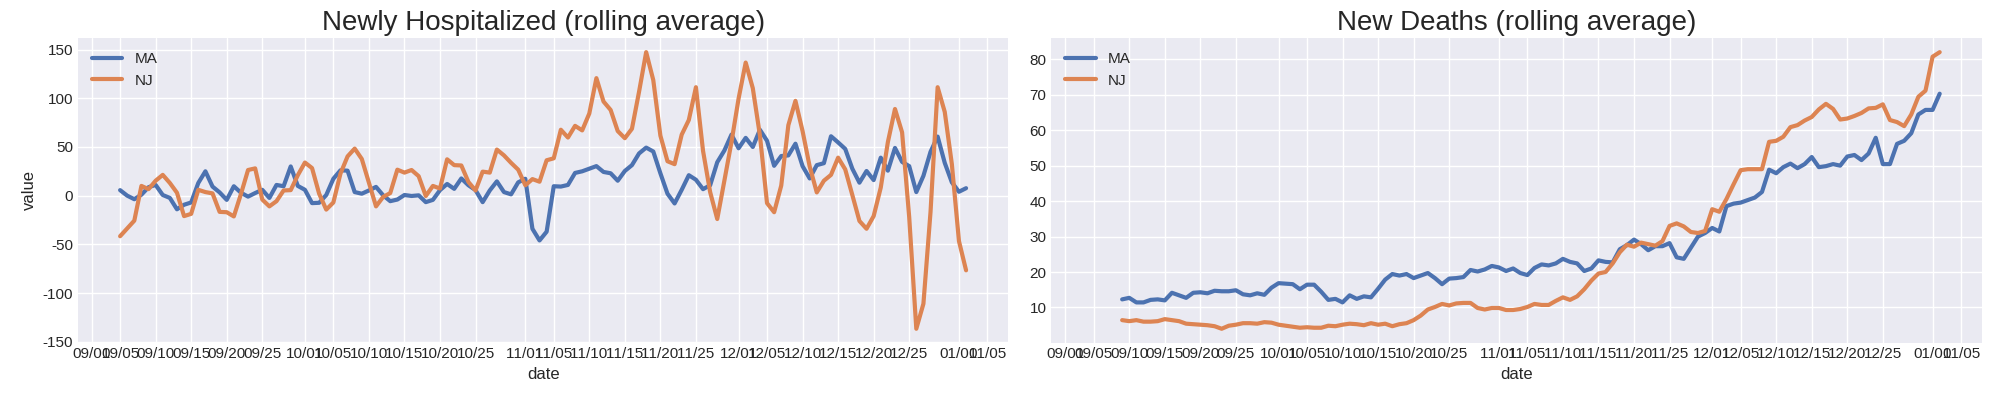 Newly Hospitalized (rolling average)
MA
NJ
value
150
100
50
0
-50
-100
-150
09/01 09/05 09/10 09/15 09/20 09/25 10/01 10/05 10/10 10/15 10/20 10/25 11/01 11/05 11/10 11/15 11/20 11/25 12/01 12/05 12/10 12/15 12/20 12/25 01/01 01/05
date
New Deaths (rolling average)
MA
NJ
80
70
60
50
40
30
20
10
09/01 09/05 09/10 09/15 09/20 09/25 10/01 10/05 10/10 10/15 10/20 10/25 11/01 11/05 11/10 11/15 11/20 11/25 12/01 12/05 12/10 12/15 12/20 12/25 01/01 01/05
date